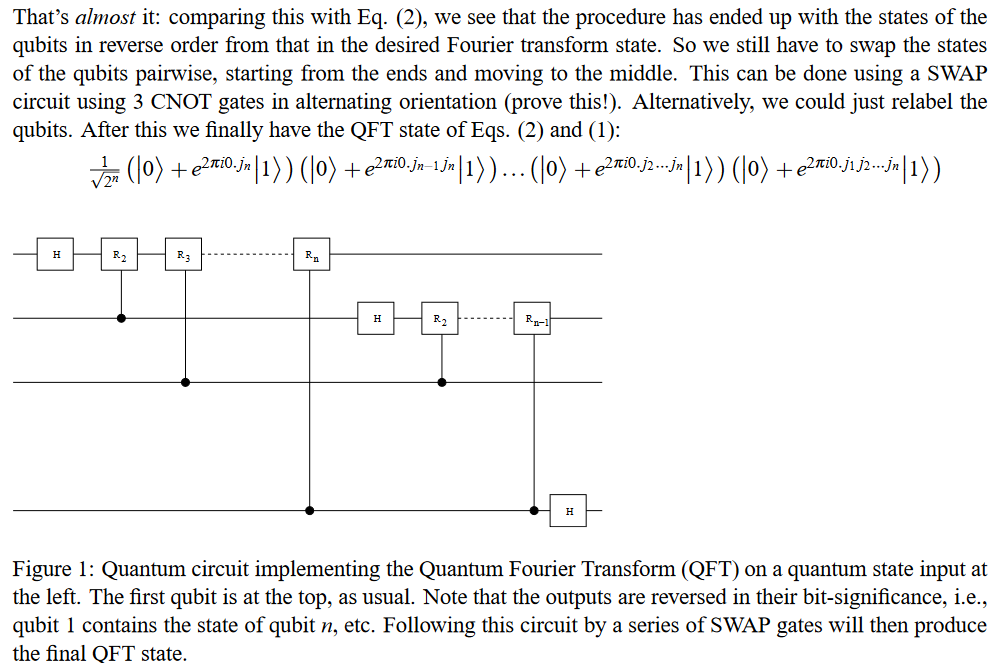 That's almost it: comparing this with Eq. (2), we see that the procedure has ended up with the states of the
qubits in reverse order from that in the desired Fourier transform state. So we still have to swap the states
of the qubits pairwise, starting from the ends and moving to the middle. This can be done using a SWAP
circuit using 3 CNOT gates in alternating orientation (prove this!). Alternatively, we could just relabel the
qubits. After this we finally have the QFT state of Eqs. (2) and (1):
$\frac{1}{\sqrt{2^n}} (|0\rangle + e^{2\pi i 0.j_n}|1\rangle) (|0\rangle + e^{2\pi i 0.j_{n-1}j_n}|1\rangle) \ldots (|0\rangle + e^{2\pi i 0.j_2 \cdots j_n}|1\rangle) (|0\rangle + e^{2\pi i 0.j_1 j_2 \cdots j_n}|1\rangle)$
H R₂ R₃ Rₙ
H R₂ Rₙ₋₁
H
Figure 1: Quantum circuit implementing the Quantum Fourier Transform (QFT) on a quantum state input at
the left. The first qubit is at the top, as usual. Note that the outputs are reversed in their bit-significance, i.e.,
qubit 1 contains the state of qubit n, etc. Following this circuit by a series of SWAP gates will then produce
the final QFT state.